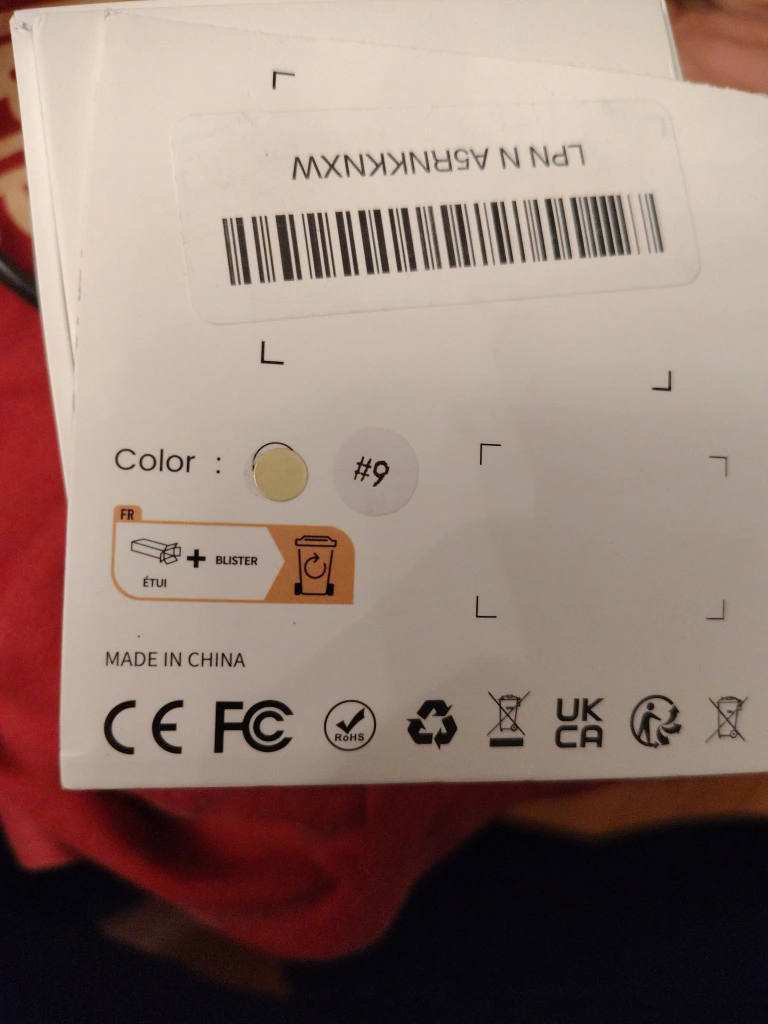 LPN N A5RNKKNXW
Color :
#9
FR
ÉTUI + BLISTER
MADE IN CHINA
CE FC RoHS UK CA